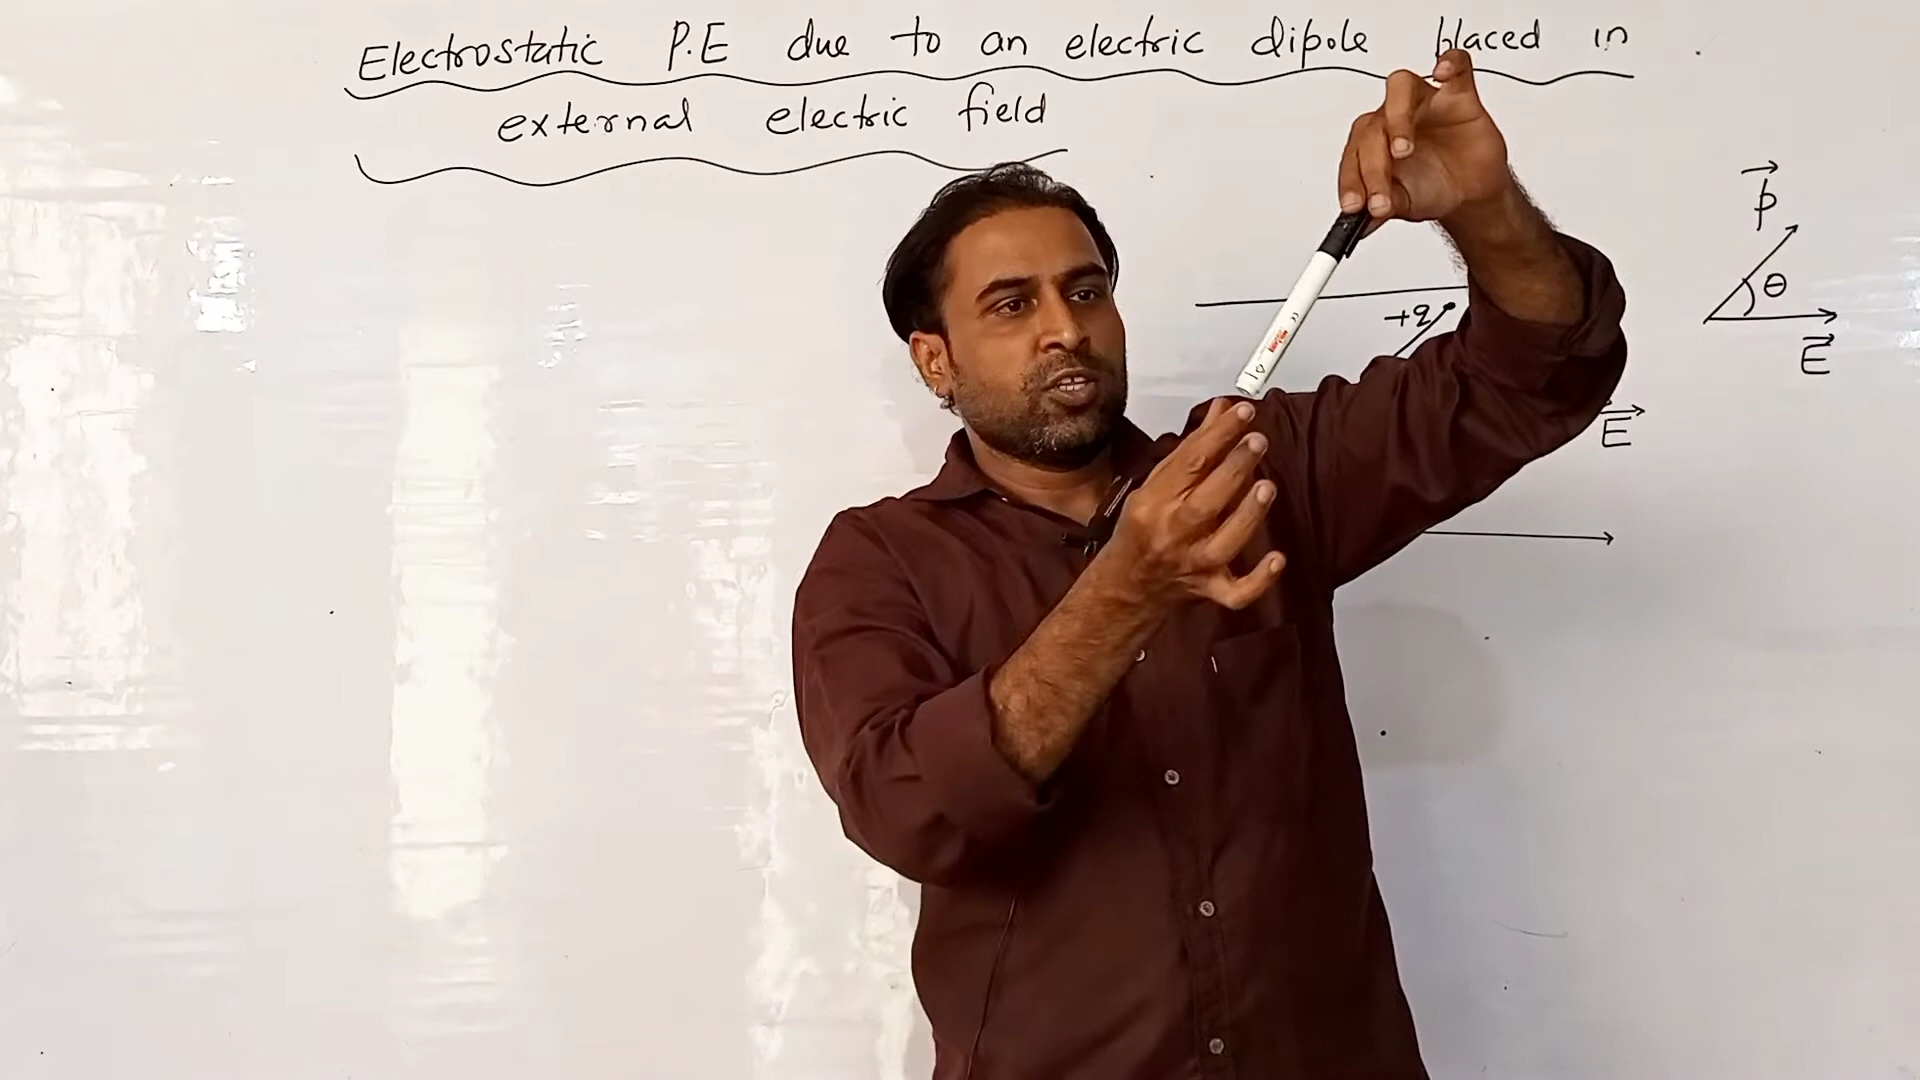 Electrostatic P.E due to an electric dipole placed in
external electric field
p
θ
E
+q
E